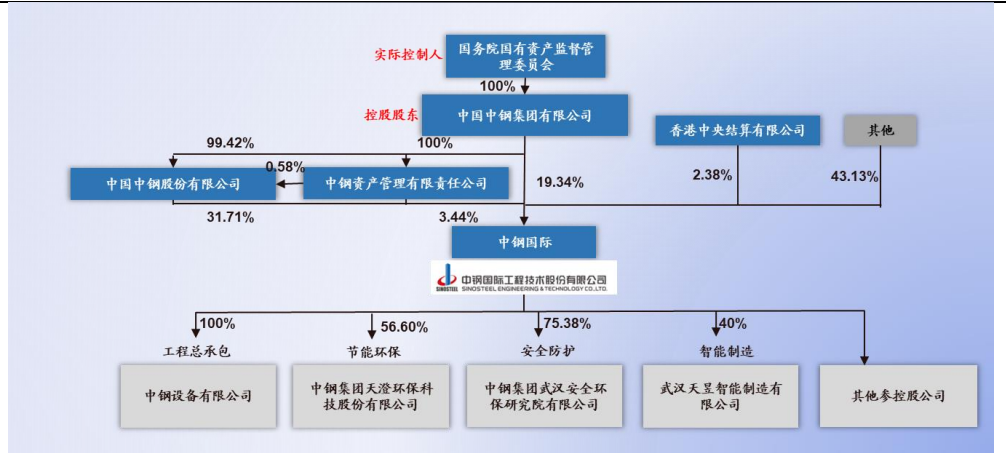 实际控制人
国务院国有资产监督管
理委员会
100%
控股股东
中国中钢集团有限公司
香港中央结算有限公司
其他
99.42%
100%
0.58%
中国中钢股份有限公司
中钢资产管理有限责任公司
19.34%
2.38%
43.13%
31.71%
3.44%
中钢国际
中钢国际工程技术股份有限公司
SINOSTEEL
SINOSTEEL ENGINEERING & TECHNOLOGY CO.,LTD.
100%
56.60%
75.38%
40%
工程总承包
节能环保
安全防护
智能制造
中钢设备有限公司
中钢集团天澄环保科
技股份有限公司
中钢集团武汉安全环
保研究院有限公司
武汉天昱智能制造有
限公司
其他参控股公司